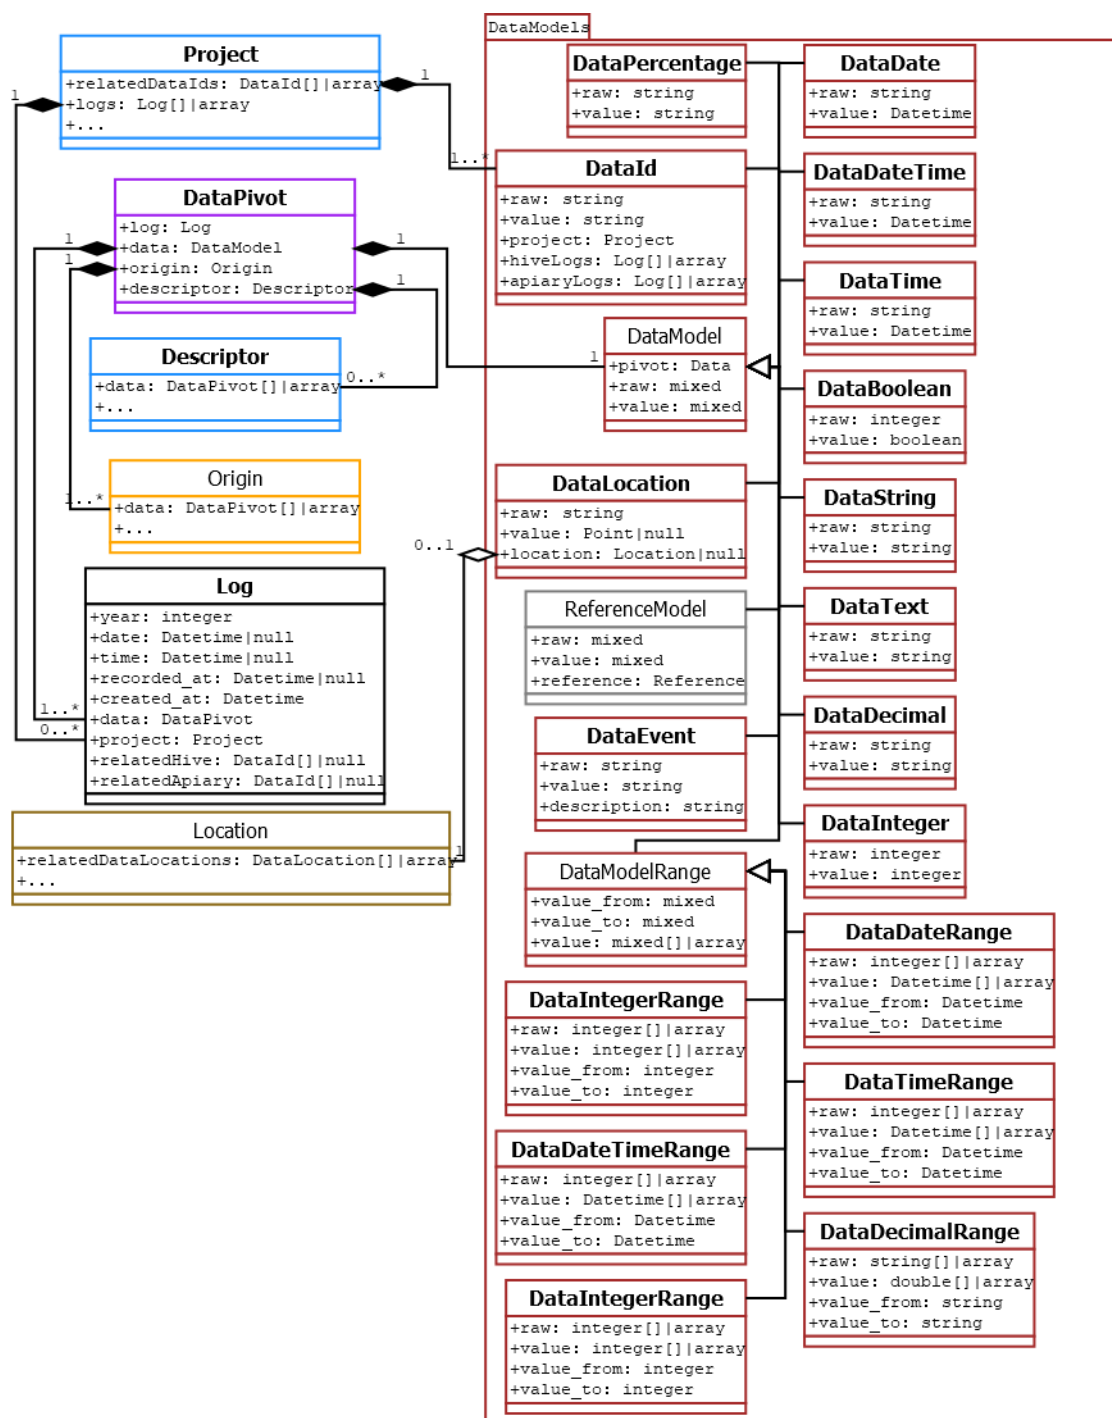 DataModels
Project
+relatedDataIds: DataId[]|array
+logs: Log[]|array
+...
1
1
1..*
DataPivot
+log: Log
+data: DataModel
+origin: Origin
+descriptor: Descriptor
1
1
1
1
Descriptor
+data: DataPivot[]|array
+...
0..*
Origin
+data: DataPivot[]|array
+...
1..*
Log
+year: integer
+date: Datetime|null
+time: Datetime|null
+recorded_at: Datetime|null
+created_at: Datetime
+data: DataPivot
+project: Project
+relatedHive: DataId[]|null
+relatedApiary: DataId[]|null
1..*
0..*
Location
+relatedDataLocations: DataLocation[]|array
+...
1
DataPercentage
+raw: string
+value: string
DataId
+raw: string
+value: string
+project: Project
+hiveLogs: Log[]|array
+apiaryLogs: Log[]|array
DataModel
+pivot: Data
+raw: mixed
+value: mixed
1
DataLocation
+raw: string
+value: Point|null
+location: Location|null
0..1
ReferenceModel
+raw: mixed
+value: mixed
+reference: Reference
DataEvent
+raw: string
+value: string
+description: string
DataModelRange
+value_from: mixed
+value_to: mixed
+value: mixed[]|array
DataIntegerRange
+raw: integer[]|array
+value: integer[]|array
+value_from: integer
+value_to: integer
DataDateTimeRange
+raw: integer[]|array
+value: Datetime[]|array
+value_from: Datetime
+value_to: Datetime
DataIntegerRange
+raw: integer[]|array
+value: integer[]|array
+value_from: integer
+value_to: integer
DataDate
+raw: string
+value: Datetime
DataDateTime
+raw: string
+value: Datetime
DataTime
+raw: string
+value: Datetime
DataBoolean
+raw: integer
+value: boolean
DataString
+raw: string
+value: string
DataText
+raw: string
+value: string
DataDecimal
+raw: string
+value: string
DataInteger
+raw: integer
+value: integer
DataDateRange
+raw: integer[]|array
+value: Datetime[]|array
+value_from: Datetime
+value_to: Datetime
DataTimeRange
+raw: integer[]|array
+value: Datetime[]|array
+value_from: Datetime
+value_to: Datetime
DataDecimalRange
+raw: string[]|array
+value: double[]|array
+value_from: string
+value_to: string